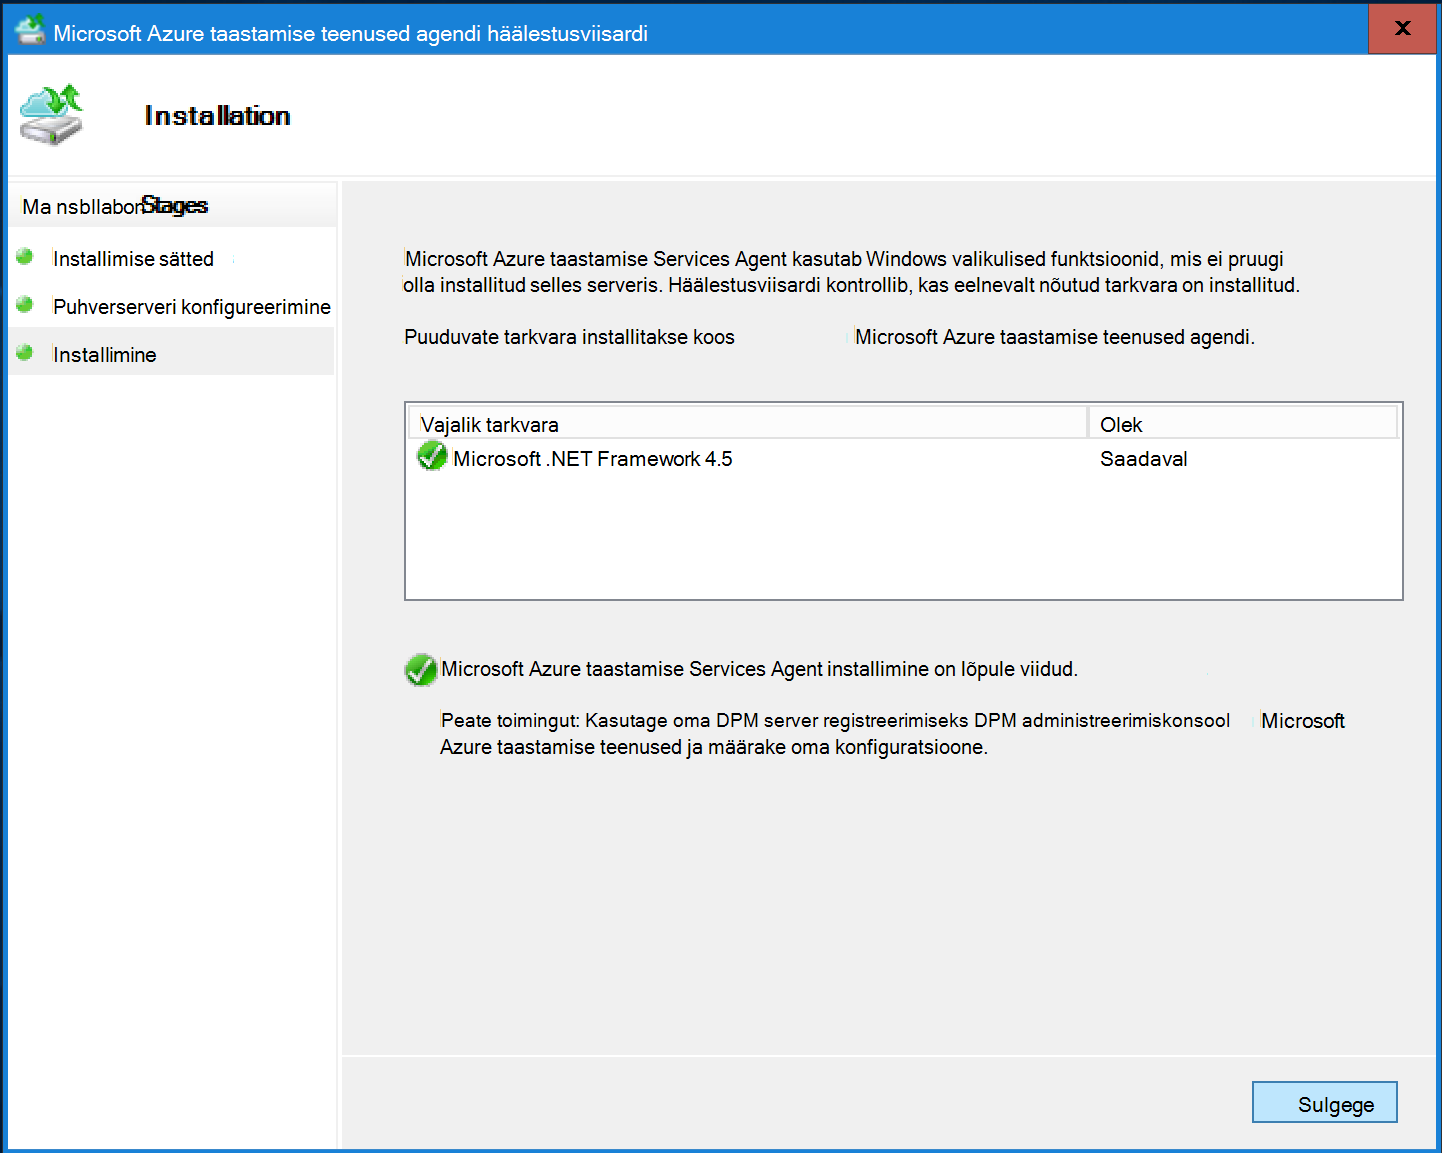 Microsoft Azure taastamise teenused agendi häälestusviisardi
x
Installation
Ma nsbllabon Stages
Installimise sätted
Puhverserveri konfigureerimine
Installimine
Microsoft Azure taastamise Services Agent kasutab Windows valikulised funktsioonid, mis ei pruugi
olla installitud selles serveris. Häälestusviisardi kontrollib, kas eelnevalt nõutud tarkvara on installitud.
Puuduvate tarkvara installitakse koos Microsoft Azure taastamise teenused agendi.
Vajalik tarkvara Olek
Microsoft .NET Framework 4.5 Saadaval
Microsoft Azure taastamise Services Agent installimine on lõpule viidud.
Peate toimingut: Kasutage oma DPM server registreerimiseks DPM administreerimiskonsool Microsoft
Azure taastamise teenused ja määrake oma konfiguratsioone.
Sulgege